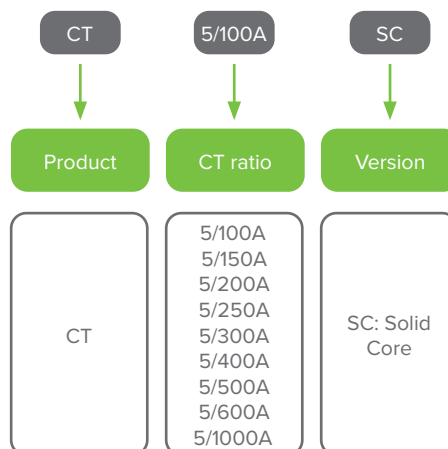 CT 5/100A SC
Product CT ratio Version
CT
5/100A
5/150A
5/200A
5/250A
5/300A
5/400A
5/500A
5/600A
5/1000A
SC: Solid
Core